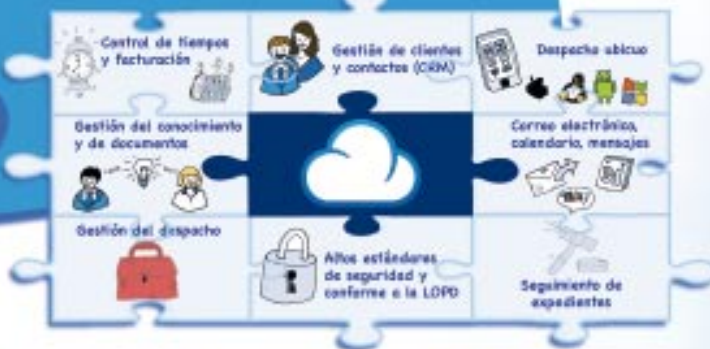 Control de tiempos
y facturación
Gestión de clientes
y contactos (CRM)
Despacho ubicuo
Gestión del conocimiento
y de documentos
Correo electrónico,
calendario, mensajes
Gestión del despacho
Altos estándares
de seguridad y
conforme a la LOPD
Seguimiento de
expedientes